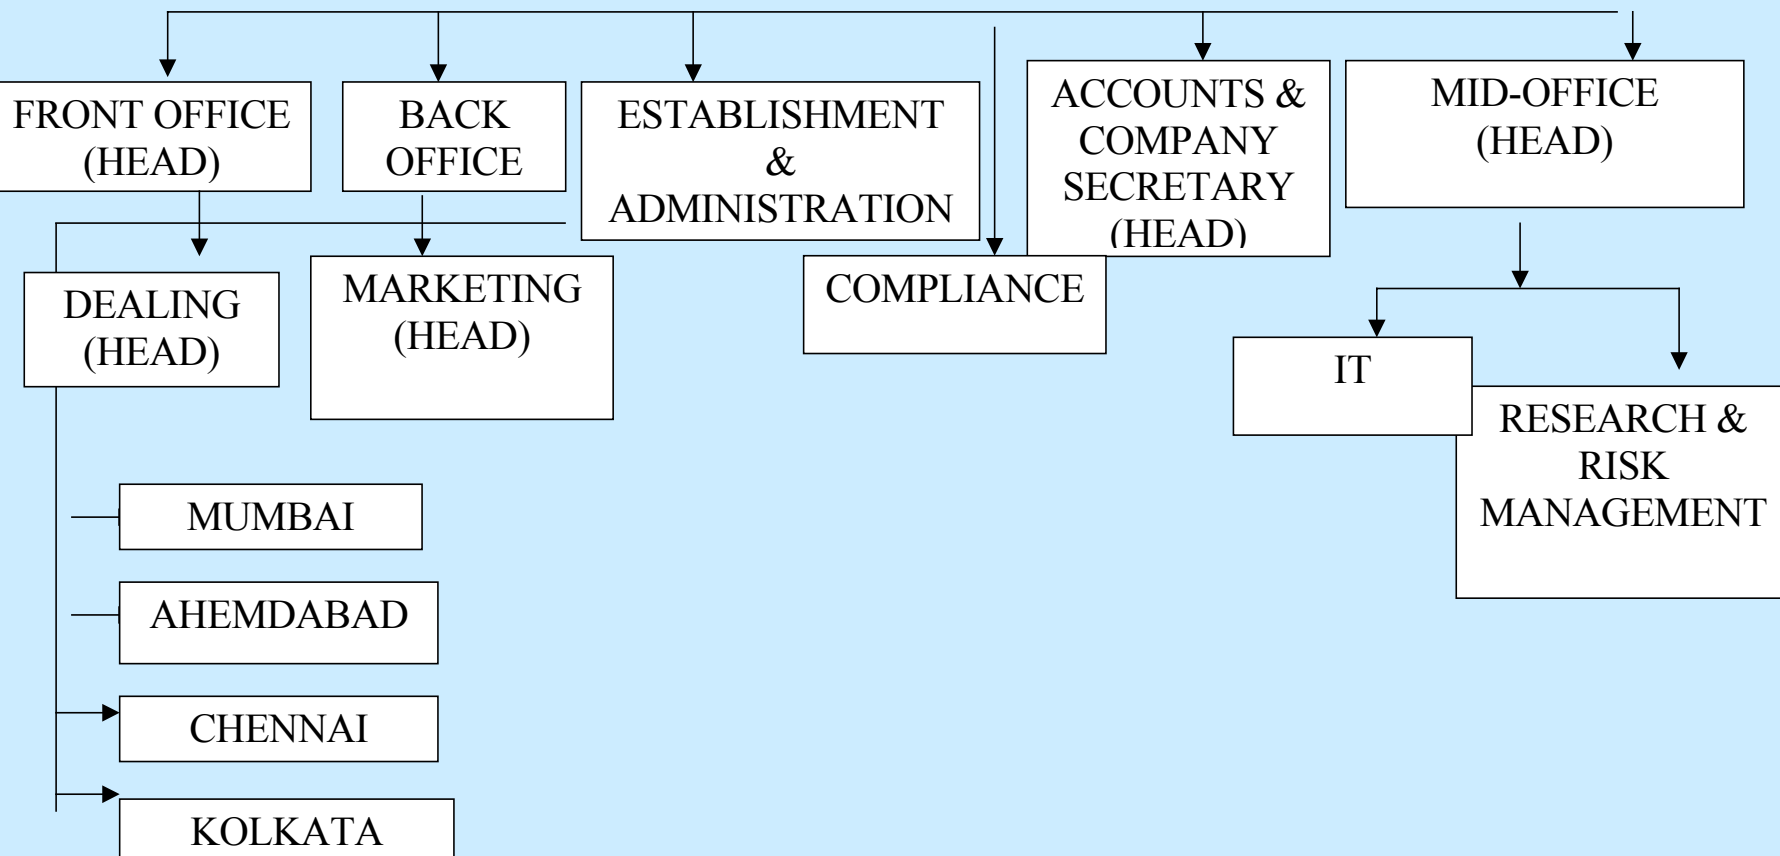 FRONT OFFICE
(HEAD)
BACK
OFFICE
ESTABLISHMENT
&
ADMINISTRATION
ACCOUNTS &
COMPANY
SECRETARY
(HEAD)
MID-OFFICE
(HEAD)
DEALING
(HEAD)
MARKETING
(HEAD)
COMPLIANCE
IT
RESEARCH &
RISK
MANAGEMENT
MUMBAI
AHEMDABAD
CHENNAI
KOLKATA